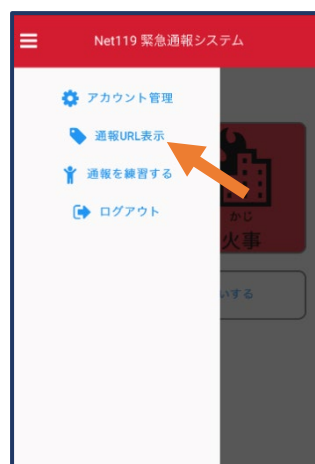 Net119 緊急通報システム
アカウント管理
通報URL表示
通報を練習する
ログアウト
かじ
火事
いする